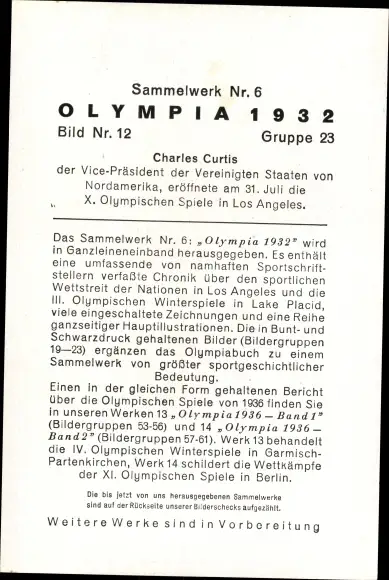 Sammelwerk Nr. 6
OLYMPIA 1932
Bild Nr. 12 Gruppe 23
Charles Curtis
der Vice-Präsident der Vereinigten Staaten von
Nordamerika, eröffnete am 31. Juli die
X. Olympischen Spiele in Los Angeles.
Das Sammelwerk Nr. 6: „Olympia 1932” wird
in Ganzleineneinband herausgegeben. Es enthält
eine umfassende von namhaften Sportschrift-
stellern verfaßte Chronik über den sportlichen
Wettstreit der Nationen in Los Angeles und die
III. Olympischen Winterspiele in Lake Placid,
viele eingeschaltete Zeichnungen und eine Reihe
ganzseitiger Hauptillustrationen. Die in Bunt- und
Schwarzdruck gehaltenen Bilder (Bildergruppen
19—23) ergänzen das Olympiabuch zu einem
Sammelwerk von größter sportgeschichtlicher
Bedeutung.
Einen in der gleichen Form gehaltenen Bericht
über die Olympischen Spiele von 1936 finden Sie
in unseren Werken 13 „Olympia 1936 — Band 1”
(Bildergruppen 53-56) und 14 „Olympia 1936 —
Band 2” (Bildergruppen 57-61). Werk 13 behandelt
die IV. Olympischen Winterspiele in Garmisch-
Partenkirchen, Werk 14 schildert die Wettkämpfe
der XI. Olympischen Spiele in Berlin.
Die bis jetzt von uns herausgegebenen Sammelwerke
sind auf der Rückseite unserer Bilderschecks aufgezählt.
Weitere Werke sind in Vorbereitung